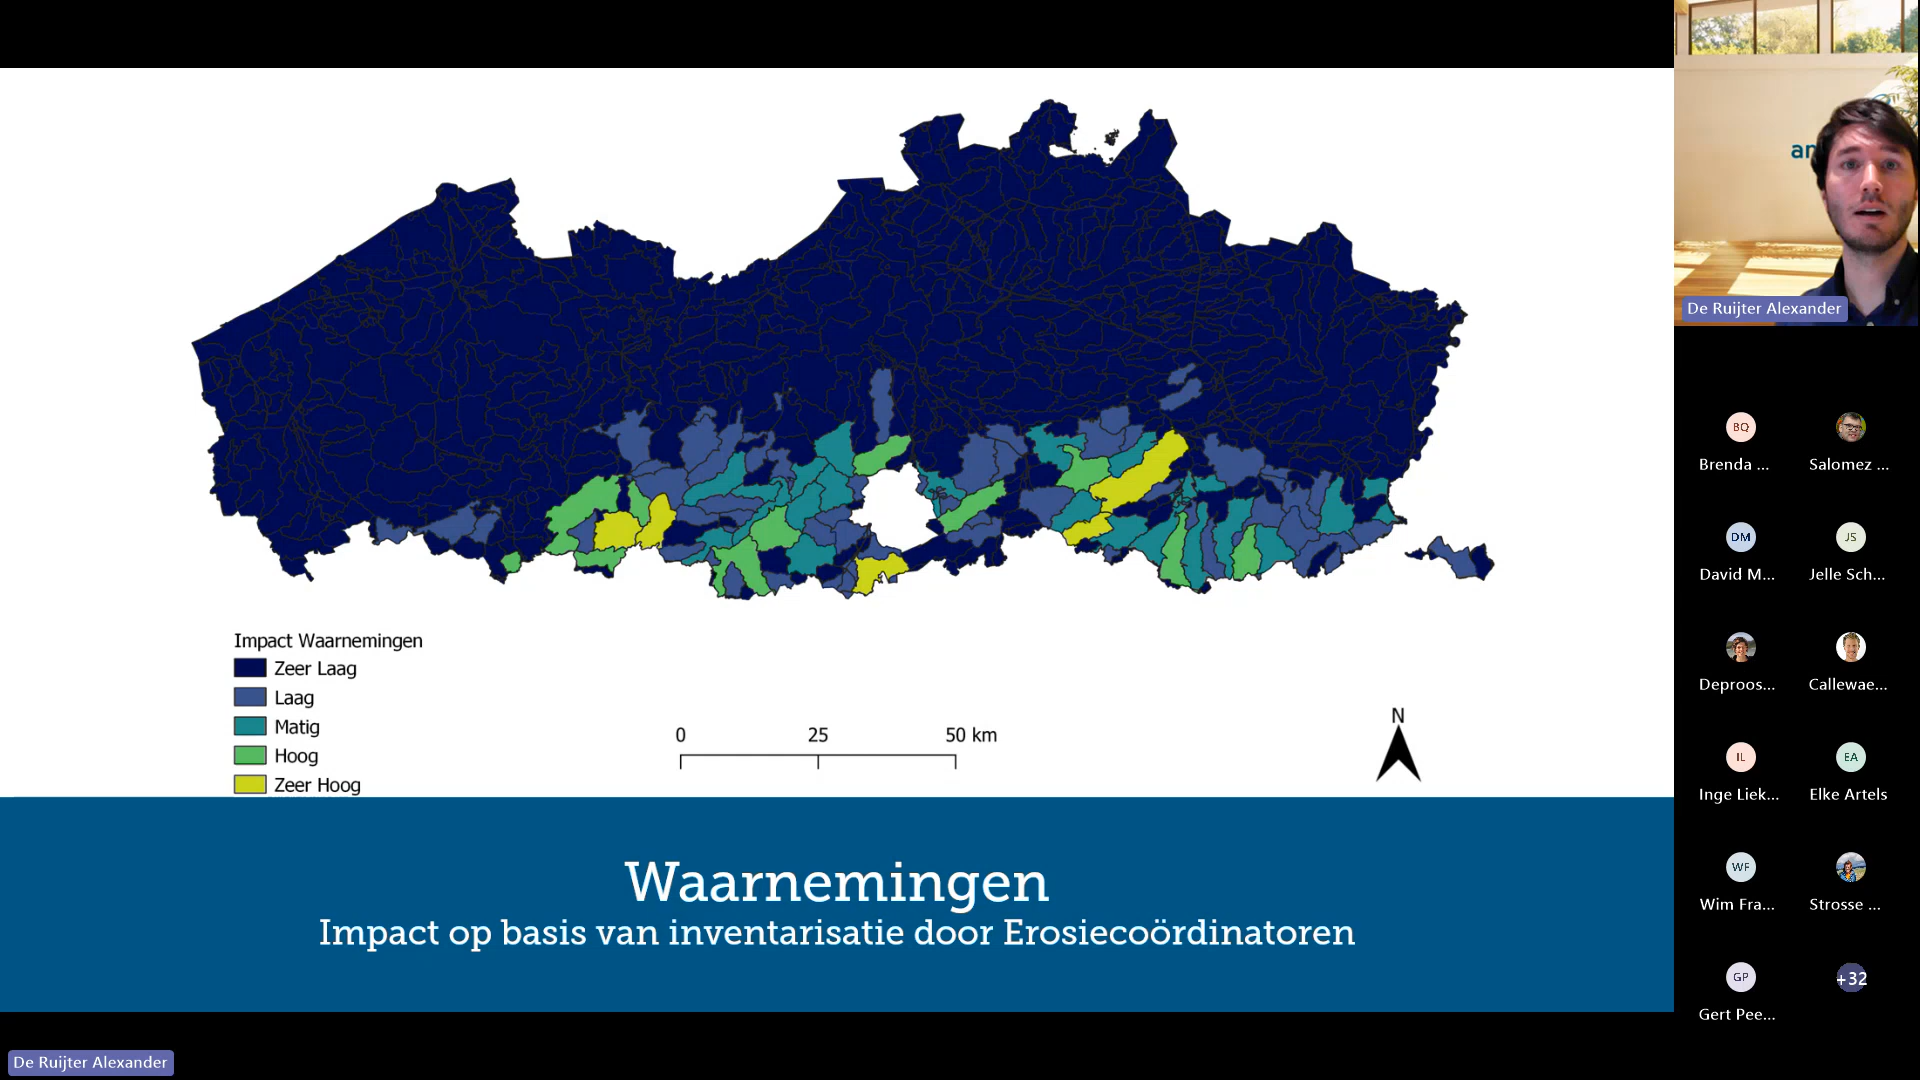 an
De Ruijter Alexander
Impact Waarnemingen
Zeer Laag
Laag
Matig
Hoog
Zeer Hoog
0 25 50 km
N
Waarnemingen
Impact op basis van inventarisatie door Erosiecoördinatoren
BQ
Brenda ... Salomez ...
DM JS
David M... Jelle Sch...
Deproos... Callewae...
IL EA
Inge Liek... Elke Artels
WF
Wim Fra... Strosse ...
GP +32
Gert Pee...
De Ruijter Alexander